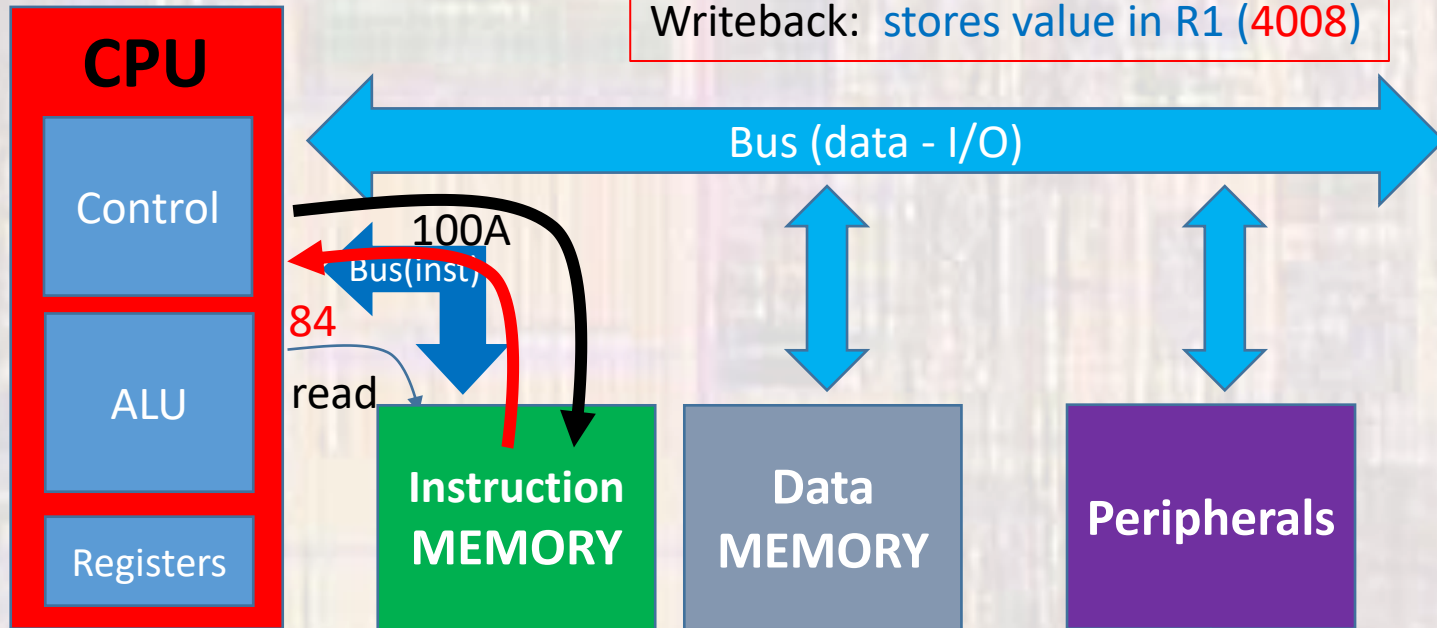 Writeback: stores value in R1 (4008)
CPU
Bus (data - I/O)
Control
100A
Bus(inst)
84
read
ALU
Instruction
MEMORY
Data
MEMORY
Peripherals
Registers